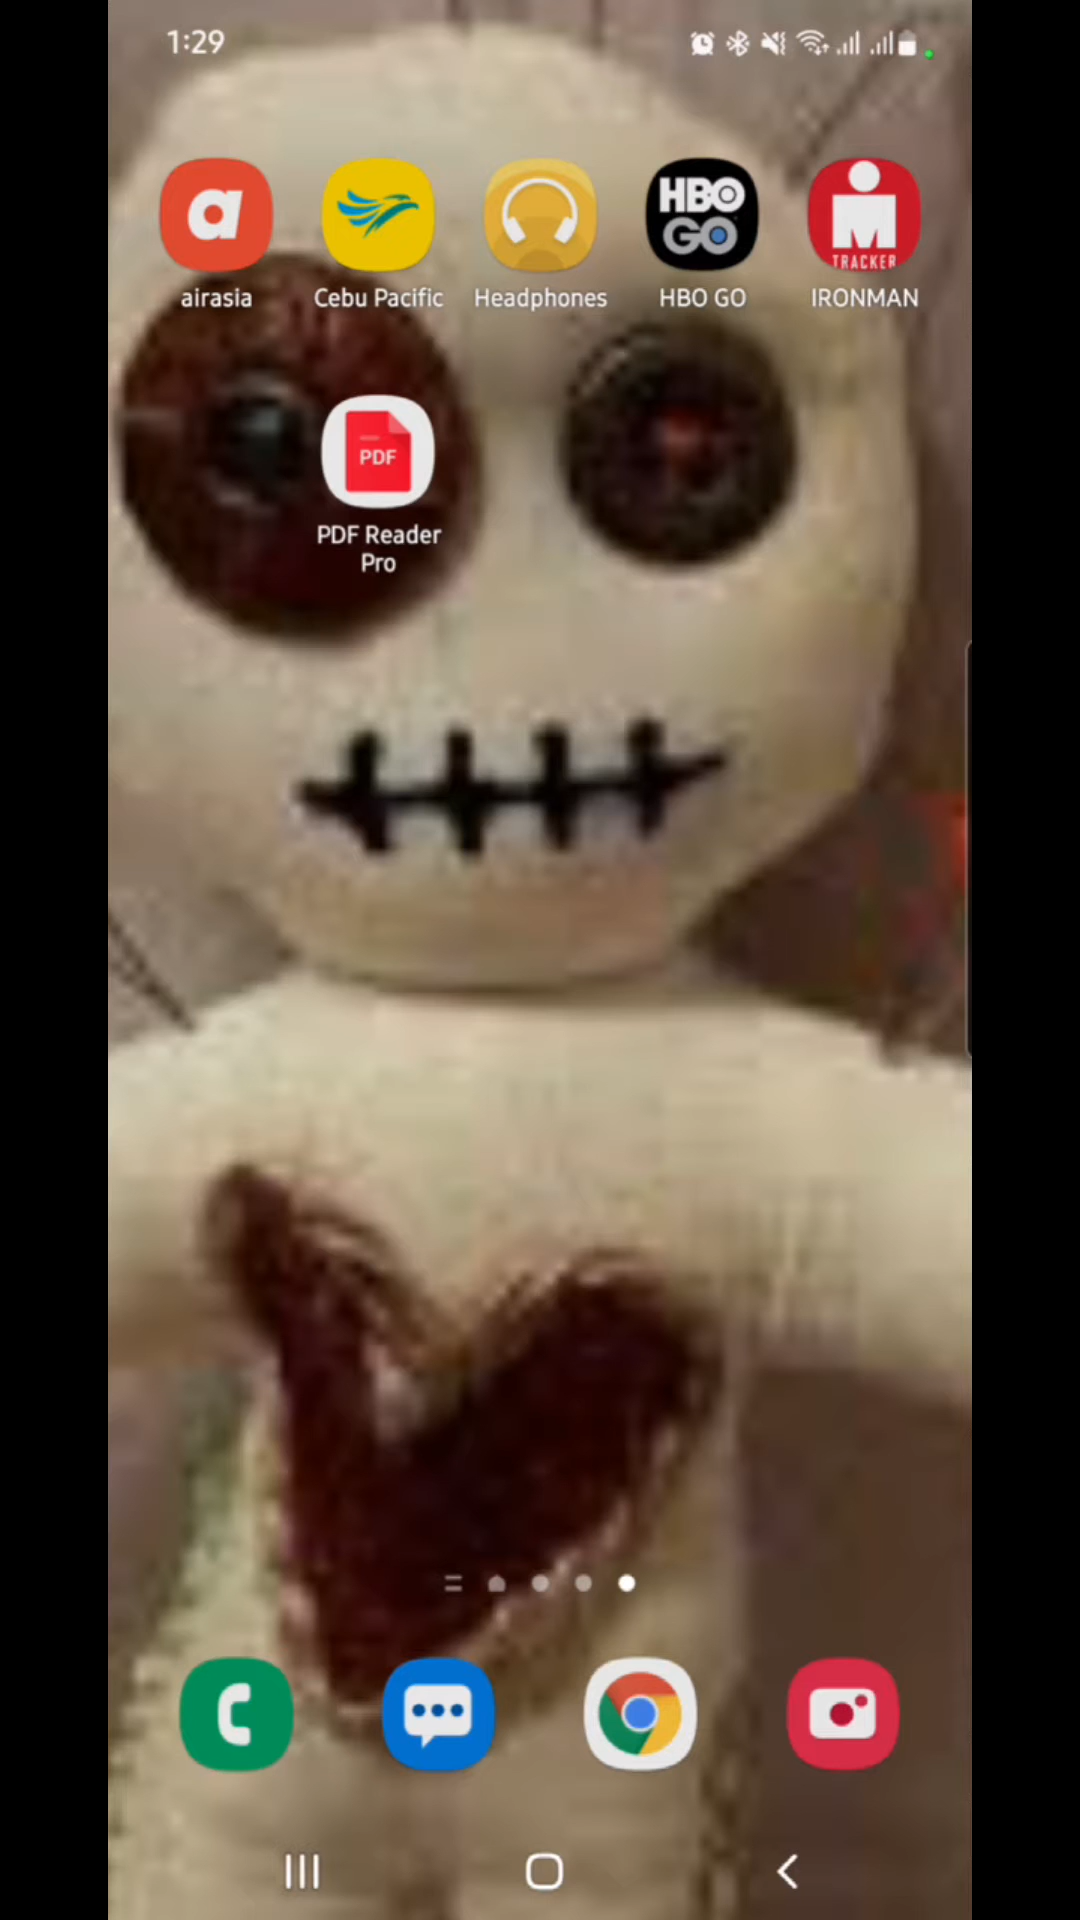 1:29
a
HBO
GO
M
TRACKER
airasia
Cebu Pacific
Headphones
HBO GO
IRONMAN
PDF
PDF Reader
Pro